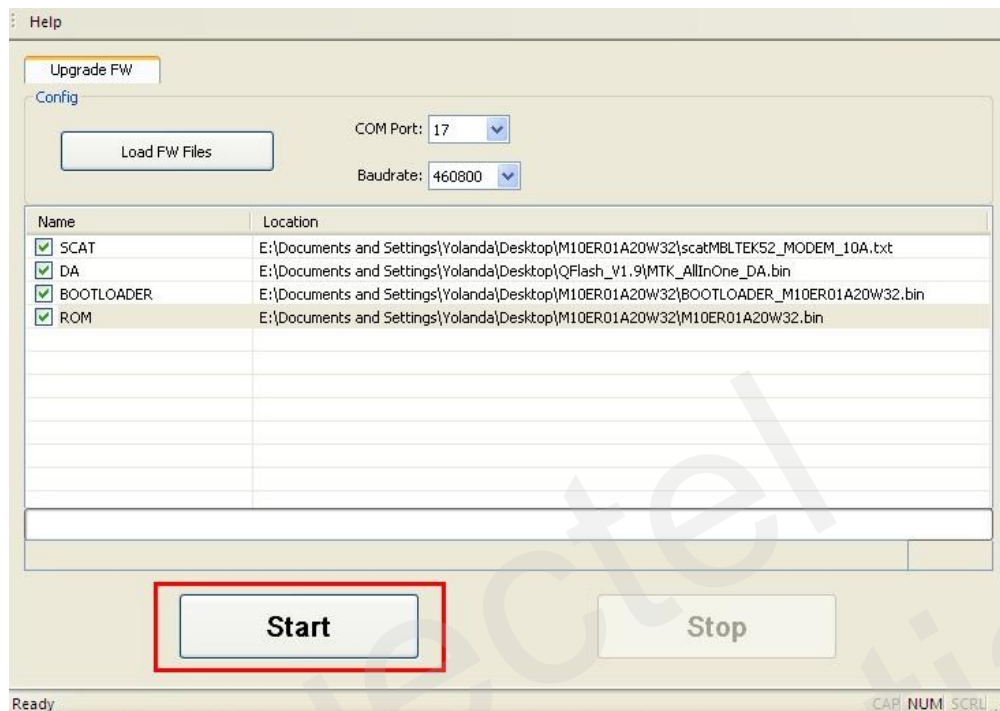 Help
Upgrade FW
Config
Load FW Files
COM Port: 17
Baudrate: 460800
Name Location
SCAT E:\Documents and Settings\Yolanda\Desktop\M10ER01A20W32\scatMBLTEK52_MODEM_10A.txt
DA E:\Documents and Settings\Yolanda\Desktop\QFlash_V1.9\MTK_AllInOne_DA.bin
BOOTLOADER E:\Documents and Settings\Yolanda\Desktop\M10ER01A20W32\BOOTLOADER_M10ER01A20W32.bin
ROM E:\Documents and Settings\Yolanda\Desktop\M10ER01A20W32\M10ER01A20W32.bin
Start Stop
Ready CAP NUM SCRL